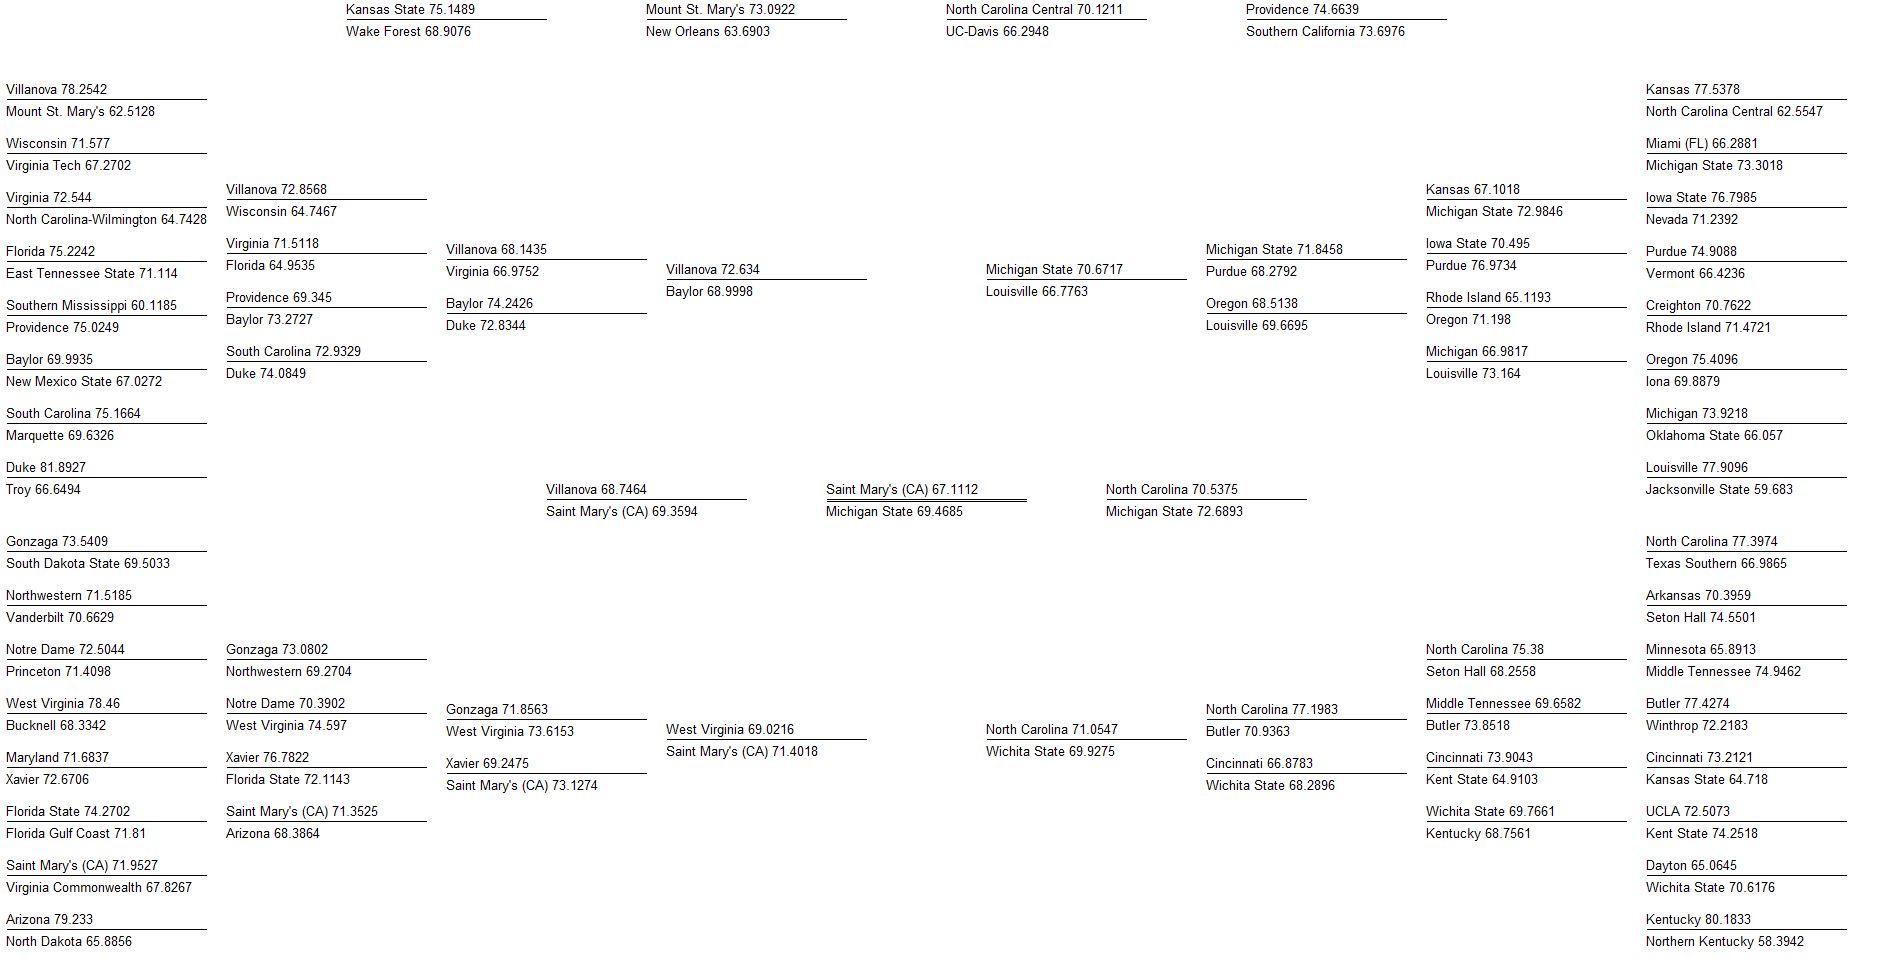 Kansas State 75.1489
Wake Forest 68.9076
Mount St. Mary's 73.0922
New Orleans 63.6903
North Carolina Central 70.1211
UC-Davis 66.2948
Providence 74.6639
Southern California 73.6976
Villanova 78.2542
Mount St. Mary's 62.5128
Wisconsin 71.577
Virginia Tech 67.2702
Virginia 72.544
North Carolina-Wilmington 64.7428
Florida 75.2242
East Tennessee State 71.114
Southern Mississippi 60.1185
Providence 75.0249
Baylor 69.9935
New Mexico State 67.0272
South Carolina 75.1664
Marquette 69.6326
Duke 81.8927
Troy 66.6494
Villanova 72.8568
Wisconsin 64.7467
Virginia 71.5118
Florida 64.9535
Providence 69.345
Baylor 73.2727
South Carolina 72.9329
Duke 74.0849
Villanova 68.1435
Virginia 66.9752
Baylor 74.2426
Duke 72.8344
Villanova 72.634
Baylor 68.9998
Michigan State 70.6717
Louisville 66.7763
Michigan State 71.8458
Purdue 68.2792
Oregon 68.5138
Louisville 69.6695
Kansas 67.1018
Michigan State 72.9846
Iowa State 70.495
Purdue 76.9734
Rhode Island 65.1193
Oregon 71.198
Michigan 66.9817
Louisville 73.164
Kansas 77.5378
North Carolina Central 62.5547
Miami (FL) 66.2881
Michigan State 73.3018
Iowa State 76.7985
Nevada 71.2392
Purdue 74.9088
Vermont 66.4236
Creighton 70.7622
Rhode Island 71.4721
Oregon 75.4096
Iona 69.8879
Michigan 73.9218
Oklahoma State 66.057
Louisville 77.9096
Jacksonville State 59.683
Villanova 68.7464
Saint Mary's (CA) 69.3594
Saint Mary's (CA) 67.1112
Michigan State 69.4685
North Carolina 70.5375
Michigan State 72.6893
Gonzaga 73.5409
South Dakota State 69.5033
Northwestern 71.5185
Vanderbilt 70.6629
Notre Dame 72.5044
Princeton 71.4098
West Virginia 78.46
Bucknell 68.3342
Maryland 71.6837
Xavier 72.6706
Florida State 74.2702
Florida Gulf Coast 71.81
Saint Mary's (CA) 71.9527
Virginia Commonwealth 67.8267
Arizona 79.233
North Dakota 65.8856
Gonzaga 73.0802
Northwestern 69.2704
Notre Dame 70.3902
West Virginia 74.597
Xavier 76.7822
Florida State 72.1143
Saint Mary's (CA) 71.3525
Arizona 68.3864
Gonzaga 71.8563
West Virginia 73.6153
Xavier 69.2475
Saint Mary's (CA) 73.1274
West Virginia 69.0216
Saint Mary's (CA) 71.4018
North Carolina 71.0547
Wichita State 69.9275
North Carolina 77.1983
Butler 70.9363
Cincinnati 66.8783
Wichita State 68.2896
North Carolina 75.38
Seton Hall 68.2558
Middle Tennessee 69.6582
Butler 73.8518
Cincinnati 73.9043
Kent State 64.9103
Wichita State 69.7661
Kentucky 68.7561
North Carolina 77.3974
Texas Southern 66.9865
Arkansas 70.3959
Seton Hall 74.5501
Minnesota 65.8913
Middle Tennessee 74.9462
Butler 77.4274
Winthrop 72.2183
Cincinnati 73.2121
Kansas State 64.718
UCLA 72.5073
Kent State 74.2518
Dayton 65.0645
Wichita State 70.6176
Kentucky 80.1833
Northern Kentucky 58.3942